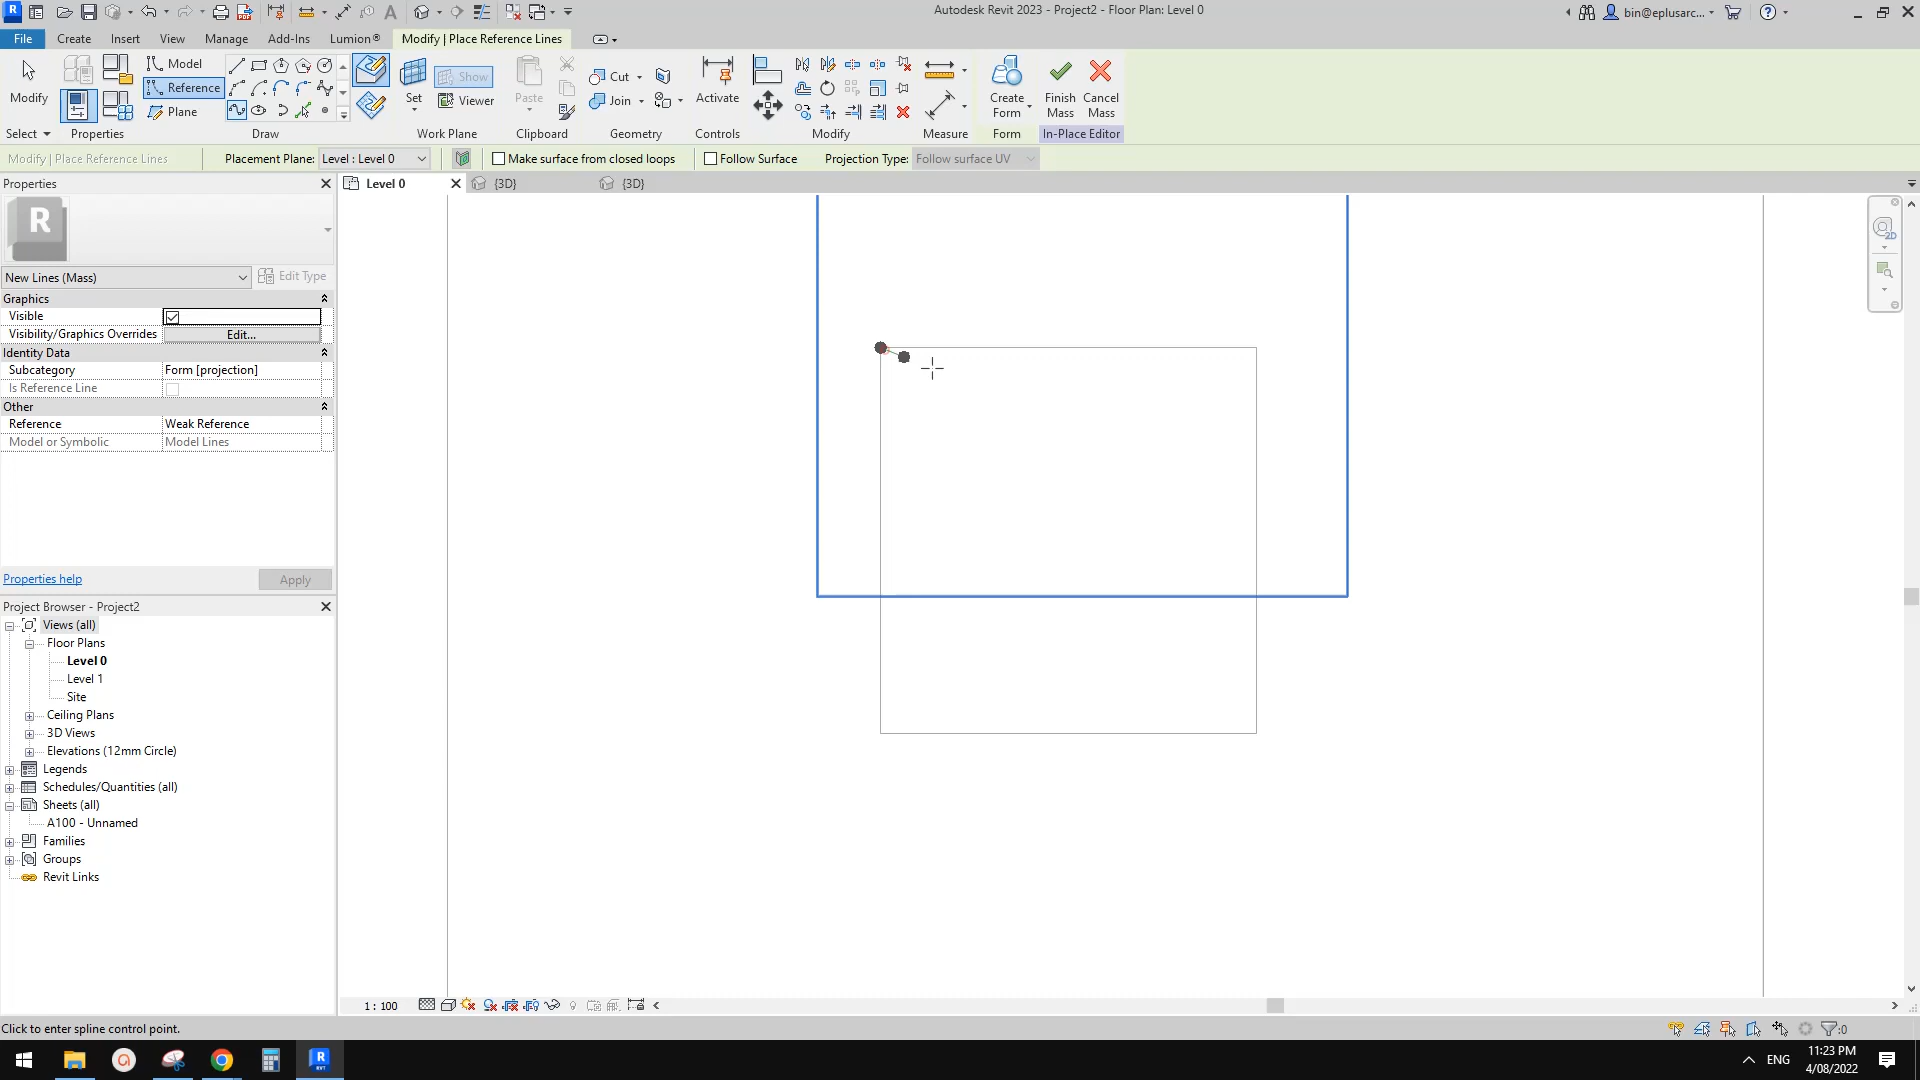 Autodesk Revit 2023 - Project2 - Floor Plan: Level 0
bin@eplusarc...
File Create Insert View Manage Add-Ins Lumion® Modify | Place Reference Lines
Modify
Model
Reference
Plane
Set
Show
Viewer
Paste
Cut
Join
Activate
Create
Form
Finish
Mass
Cancel
Mass
Select Properties Draw Work Plane Clipboard Geometry Controls Modify Measure Form In-Place Editor
Modify | Place Reference Lines Placement Plane: Level : Level 0 Make surface from closed loops Follow Surface Projection Type: Follow surface UV
Properties
Level 0 {3D} {3D}
R
New Lines (Mass) Edit Type
Graphics
Visible
Visibility/Graphics Overrides Edit...
Identity Data
Subcategory Form [projection]
Is Reference Line
Other
Reference Weak Reference
Model or Symbolic Model Lines
Properties help Apply
Project Browser - Project2
Views (all)
Floor Plans
Level 0
Level 1
Site
Ceiling Plans
3D Views
Elevations (12mm Circle)
Legends
Schedules/Quantities (all)
Sheets (all)
A100 - Unnamed
Families
Groups
Revit Links
2D
1 : 100
Click to enter spline control point.
:0
ENG
11:23 PM
4/08/2022